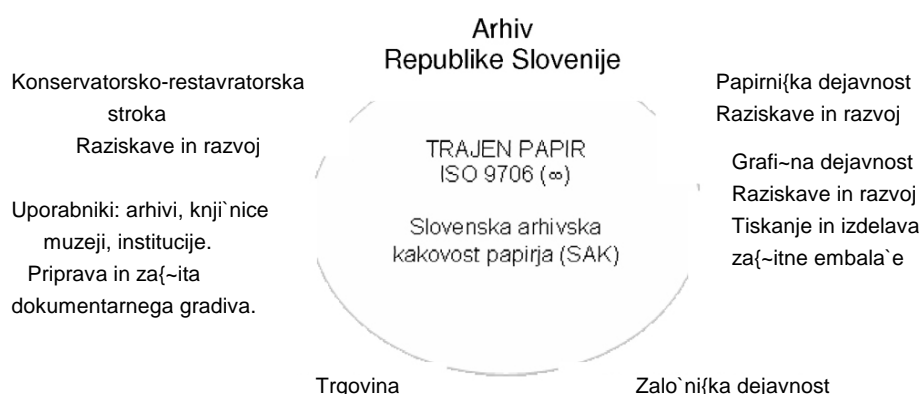 Arhiv
Republike Slovenije
Konservatorsko-restavratorska
stroka
Raziskave in razvoj
Uporabniki: arhivi, knji`nice
muzeji, institucije.
Priprava in za{~ita
dokumentarnega gradiva.
TRAJEN PAPIR
ISO 9706 (∞)
Slovenska arhivska
kakovost papirja (SAK)
Papirni{ka dejavnost
Raziskave in razvoj
Grafi~na dejavnost
Raziskave in razvoj
Tiskanje in izdelava
za{~itne embala`e
Trgovina
Zalo`ni{ka dejavnost